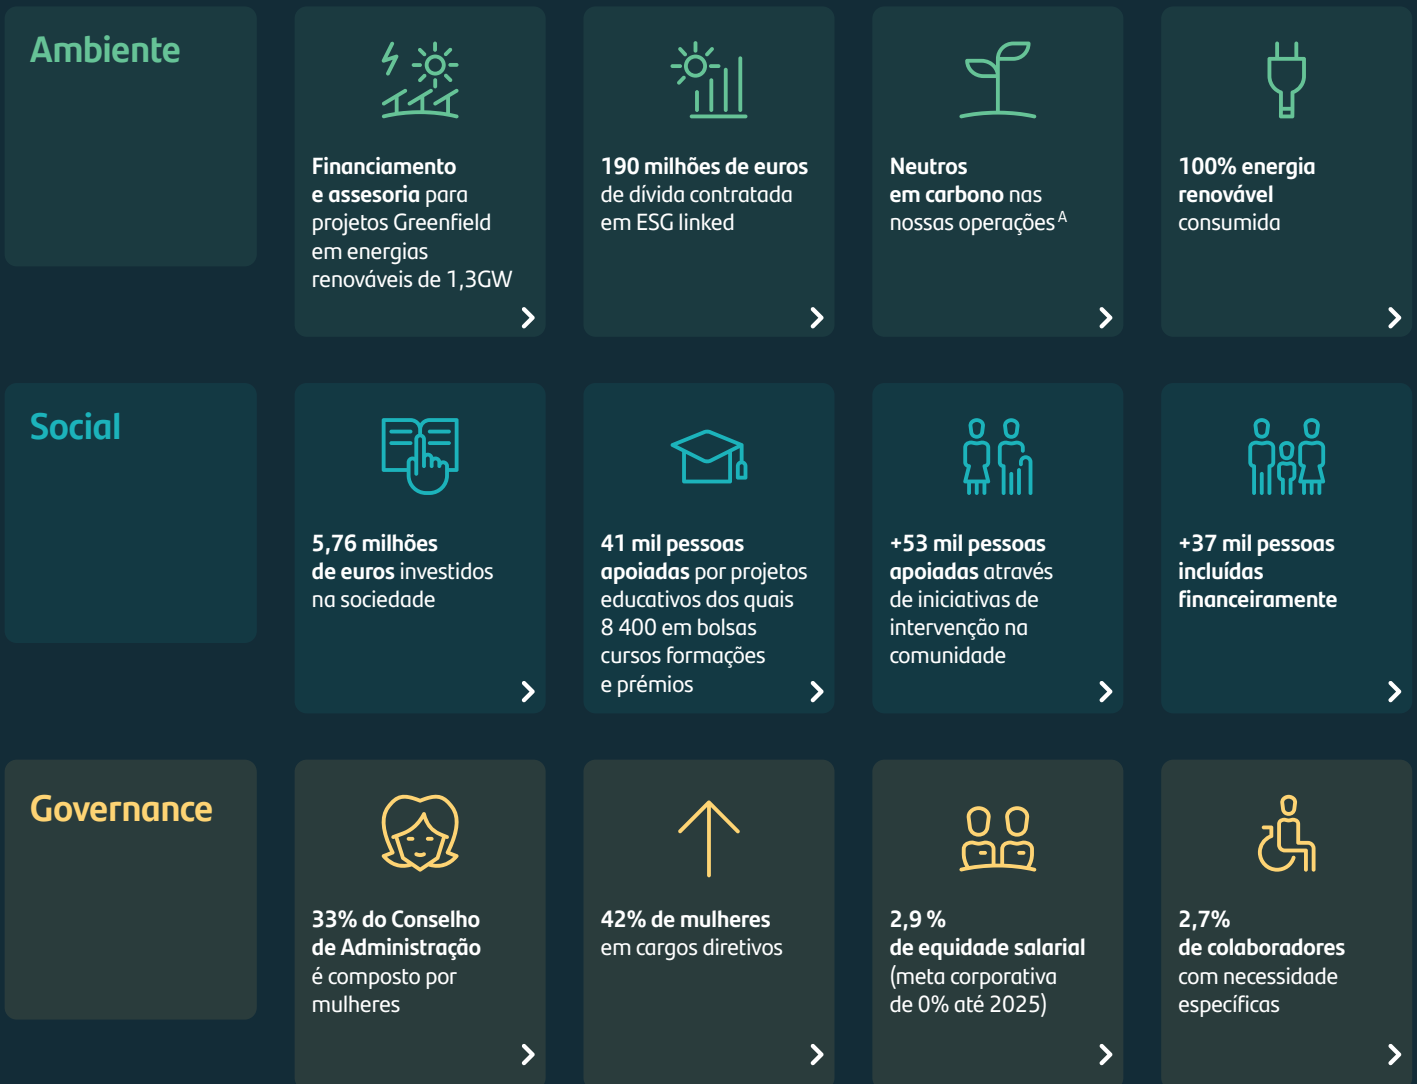 Ambiente
Financiamento
e assesoria para
projetos Greenfield
em energias
renováveis de 1,3GW
190 milhões de euros
de dívida contratada
em ESG linked
Neutros
em carbono nas
nossas operações A
100% energia
renovável
consumida
Social
5,76 milhões
de euros investidos
na sociedade
41 mil pessoas
apoiadas por projetos
educativos dos quais
8 400 em bolsas
cursos formações
e prémios
+53 mil pessoas
apoiadas através
de iniciativas de
intervenção na
comunidade
+37 mil pessoas
incluídas
financeiramente
Governance
33% do Conselho
de Administração
é composto por
mulheres
42% de mulheres
em cargos diretivos
2,9 %
de equidade salarial
(meta corporativa
de 0% até 2025)
2,7%
de colaboradores
com necessidade
específicas